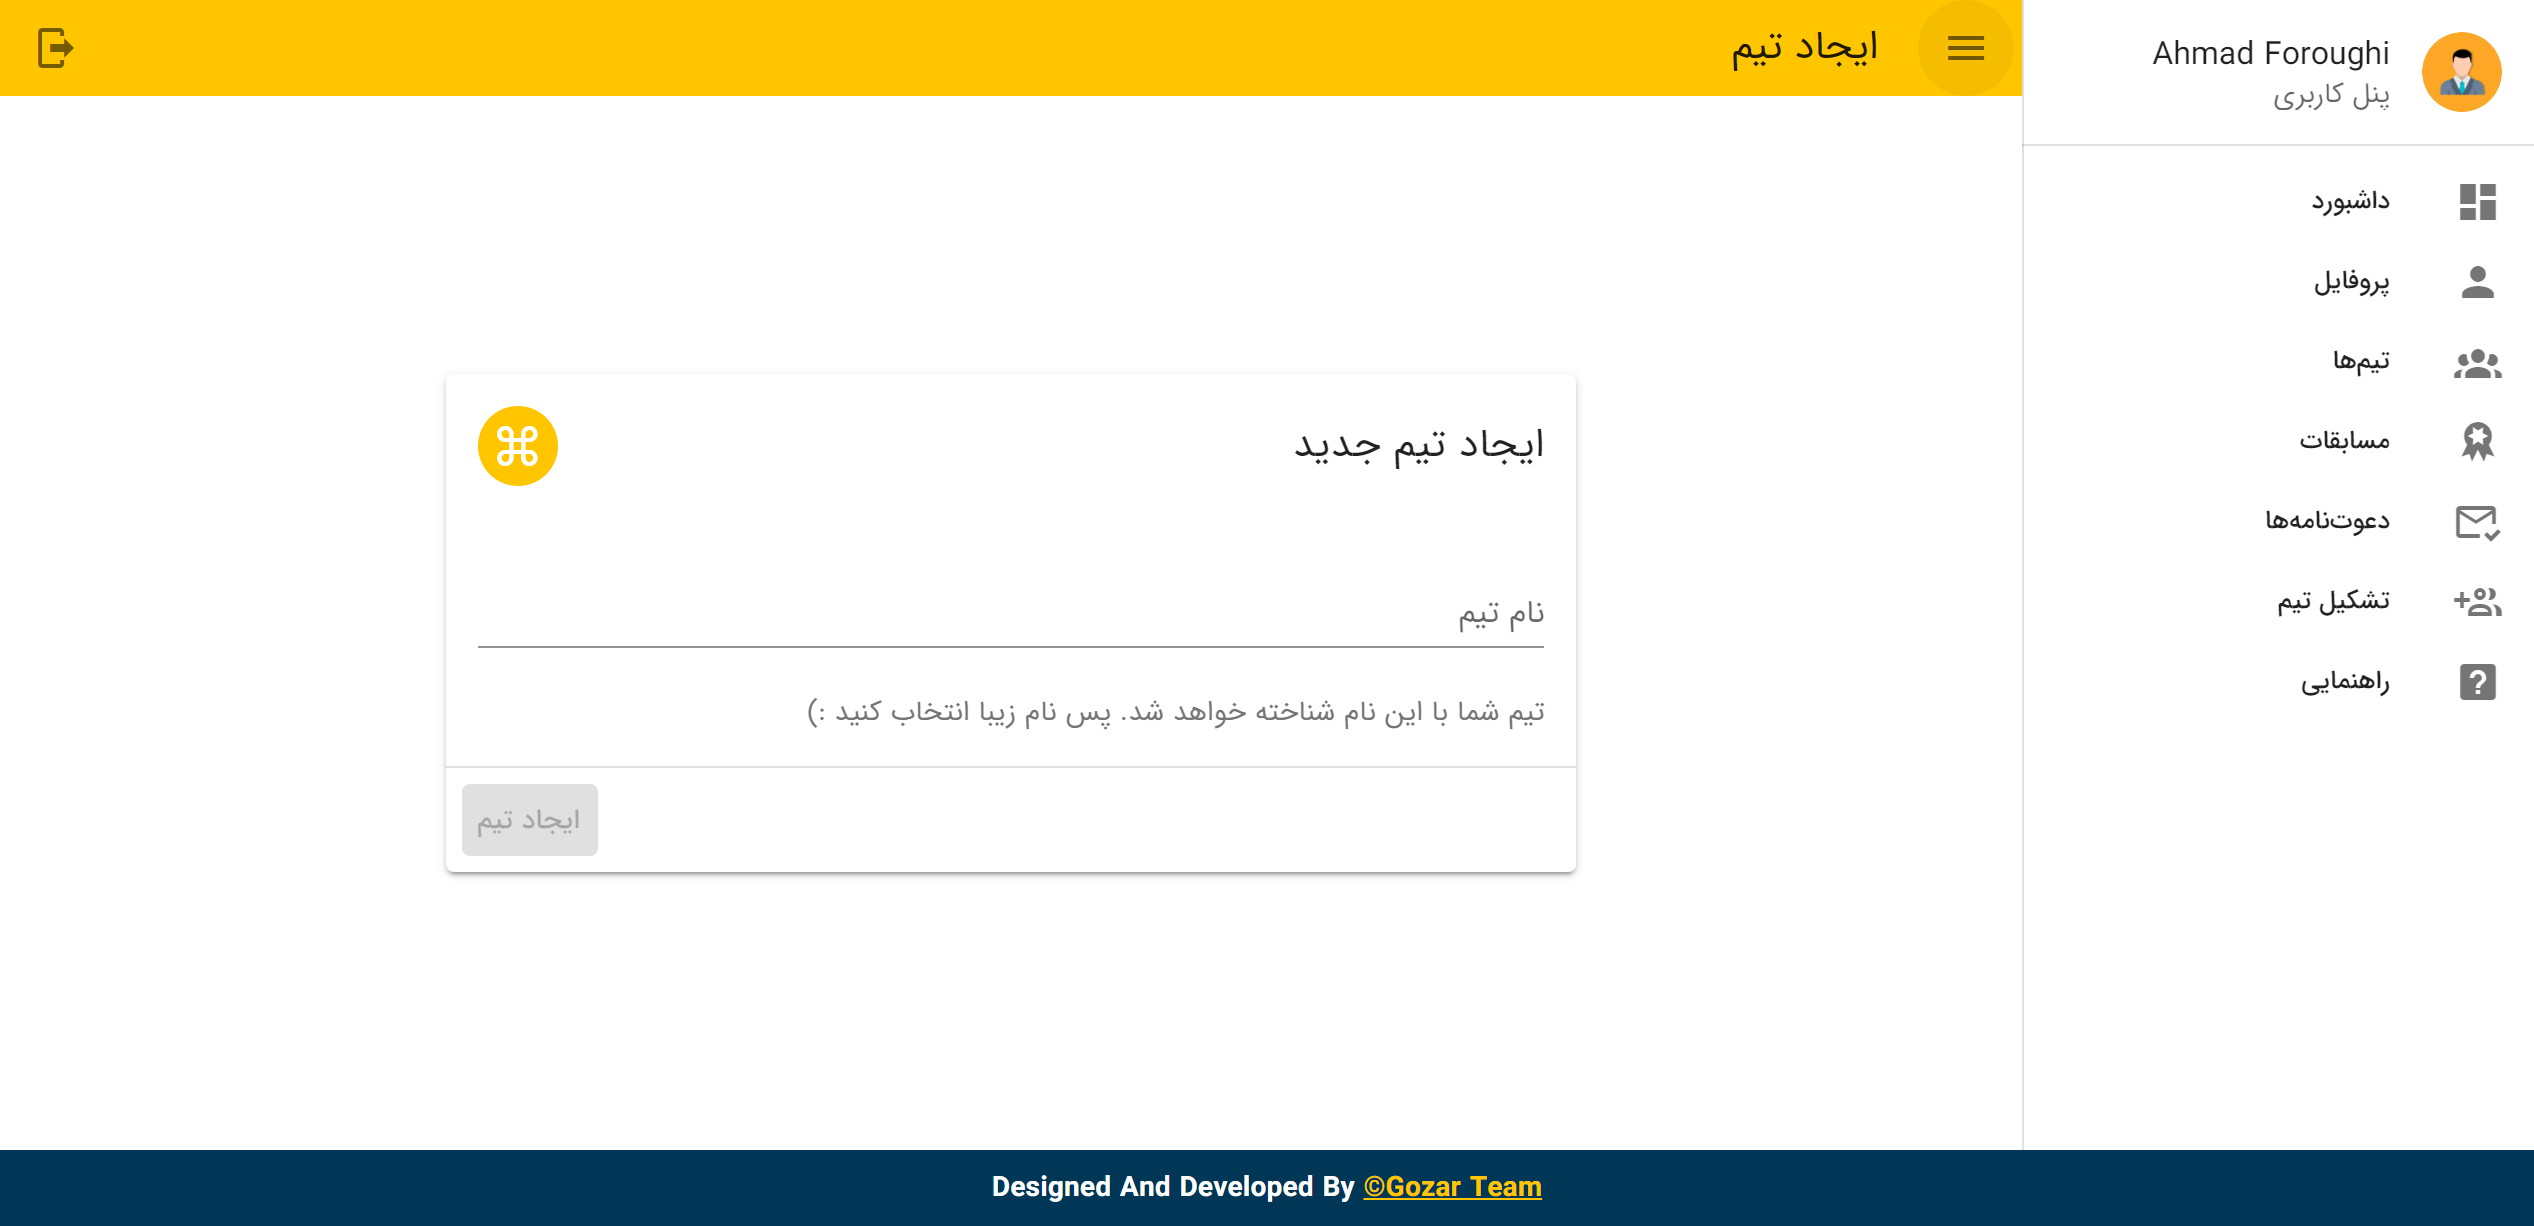 Ahmad Foroughi
پنل کاربری
داشبورد
پروفایل
تیم‌ها
مسابقات
دعوت‌نامه‌ها
تشکیل تیم
راهنمایی
ایجاد تیم
ایجاد تیم جدید
نام تیم
تیم شما با این نام شناخته خواهد شد. پس نام زیبا انتخاب کنید :)
ایجاد تیم
Designed And Developed By ©Gozar Team